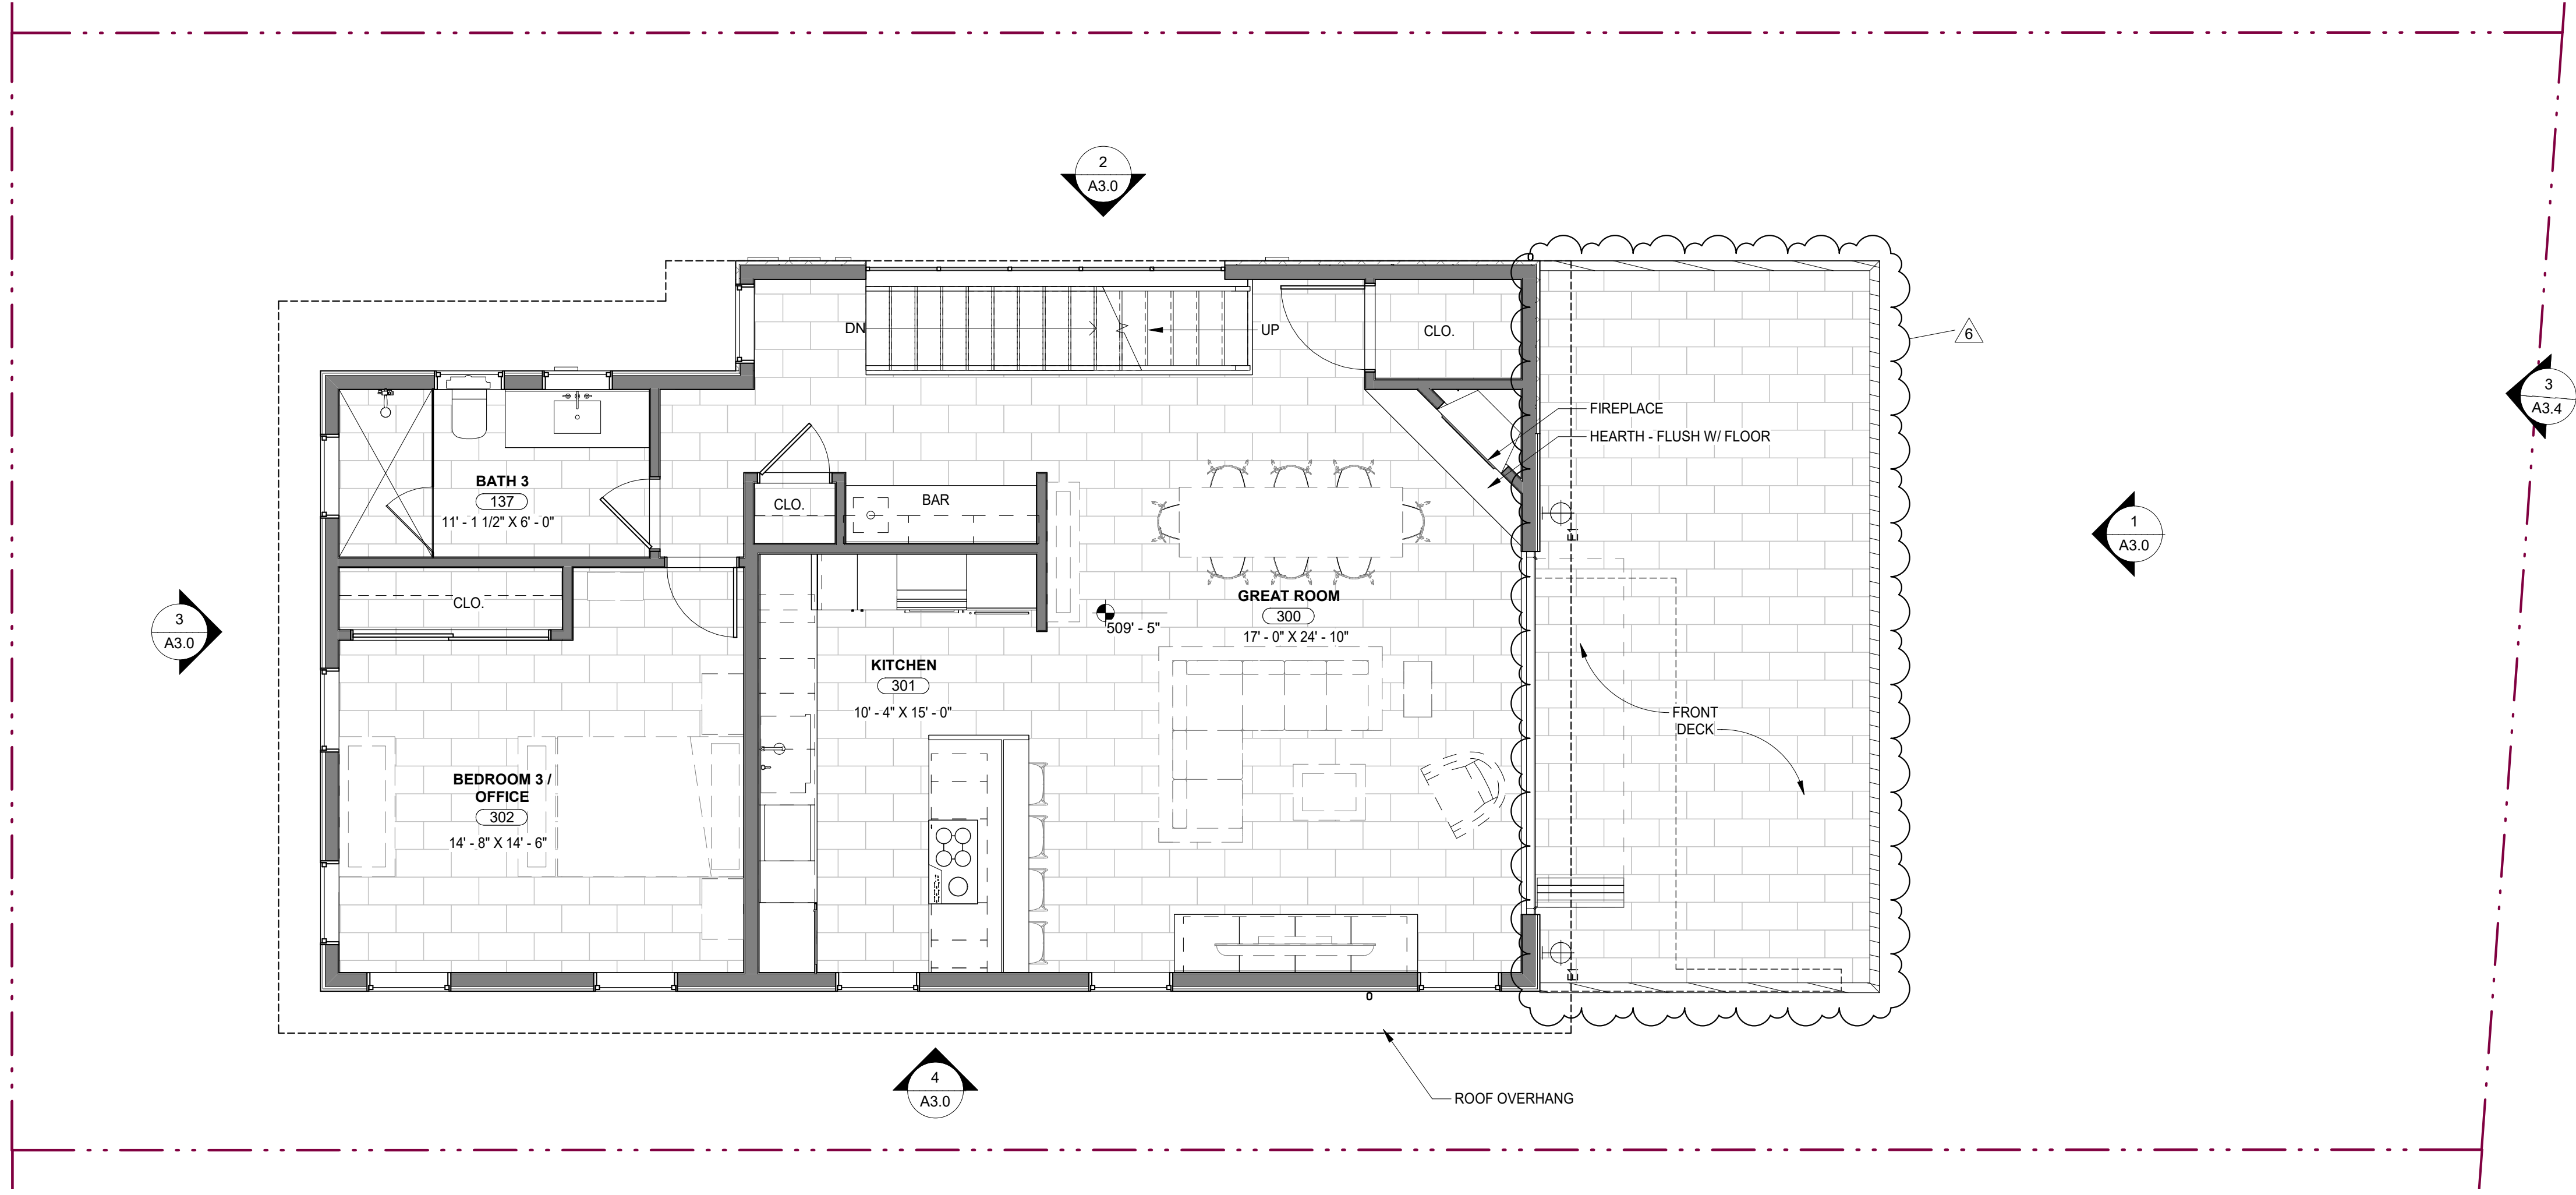 2
A3.0
6
DN
UP
CLO.
3
A3.4
FIREPLACE
HEARTH - FLUSH W/ FLOOR
BATH 3
137
11' - 1 1/2" X 6' - 0"
CLO.
BAR
E1.
1
A3.0
CLO.
GREAT ROOM
300
17' - 0" X 24' - 10"
509' - 5"
3
A3.0
KITCHEN
301
10' - 4" X 15' - 0"
FRONT
DECK
BEDROOM 3 /
OFFICE
302
14' - 8" X 14' - 6"
E1.
4
A3.0
ROOF OVERHANG